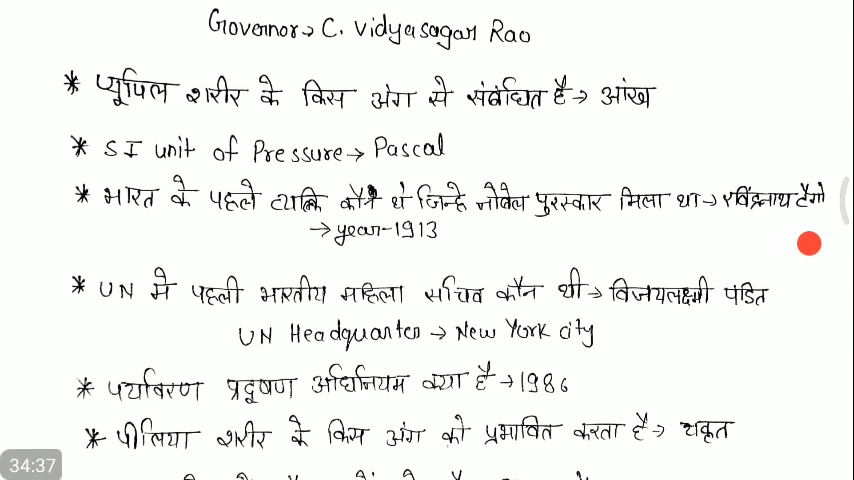 Governor→ C. Vidyasagar Rao
* प्यूपिल शरीर के किस अंग से संबंधित है→ आंख
* SI unit of Pressure→ Pascal
* भारत के पहले व्यक्ति कौन थे जिन्हे नोबेल पुरस्कार मिला था→ रविंद्रनाथ टैगो
→ year-1913
* UN मे पहली भारतीय महिला सचिव कौन थी→ विजयलक्ष्मी पंडित
UN Headquarter → New York city
* पर्यावरण प्रदूषण अधिनियम क्या है→1986
* पीलिया शरीर के किस अंग को प्रभावित करता है→ यकृत
34:37